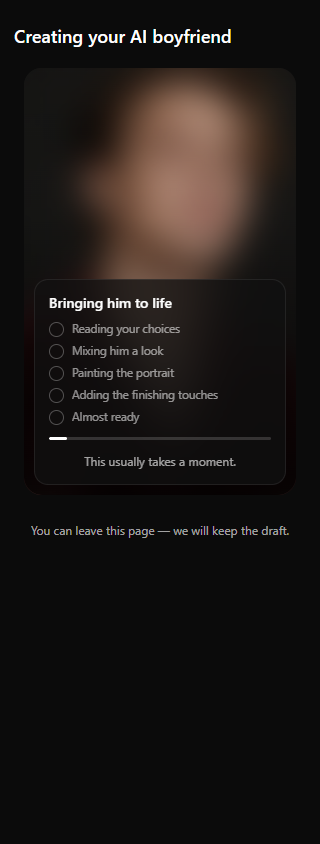 Creating your AI boyfriend
Bringing him to life
Reading your choices
Mixing him a look
Painting the portrait
Adding the finishing touches
Almost ready
This usually takes a moment.
You can leave this page — we will keep the draft.